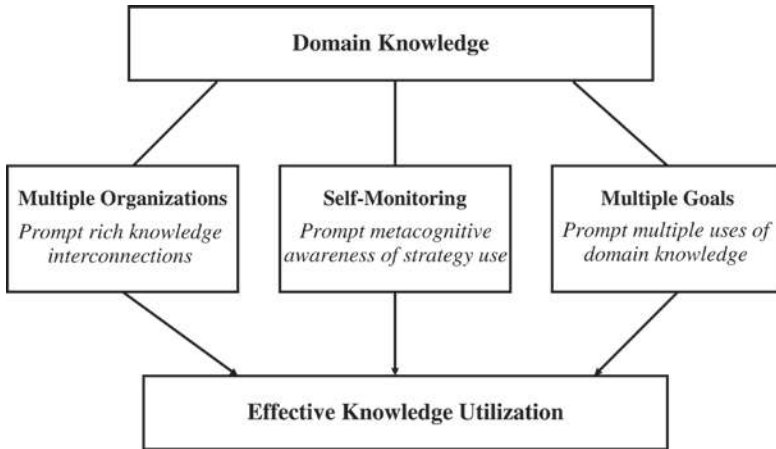 Domain Knowledge
Multiple Organizations
Prompt rich knowledge
interconnections
Self-Monitoring
Prompt metacognitive
awareness of strategy use
Multiple Goals
Prompt multiple uses of
domain knowledge
Effective Knowledge Utilization